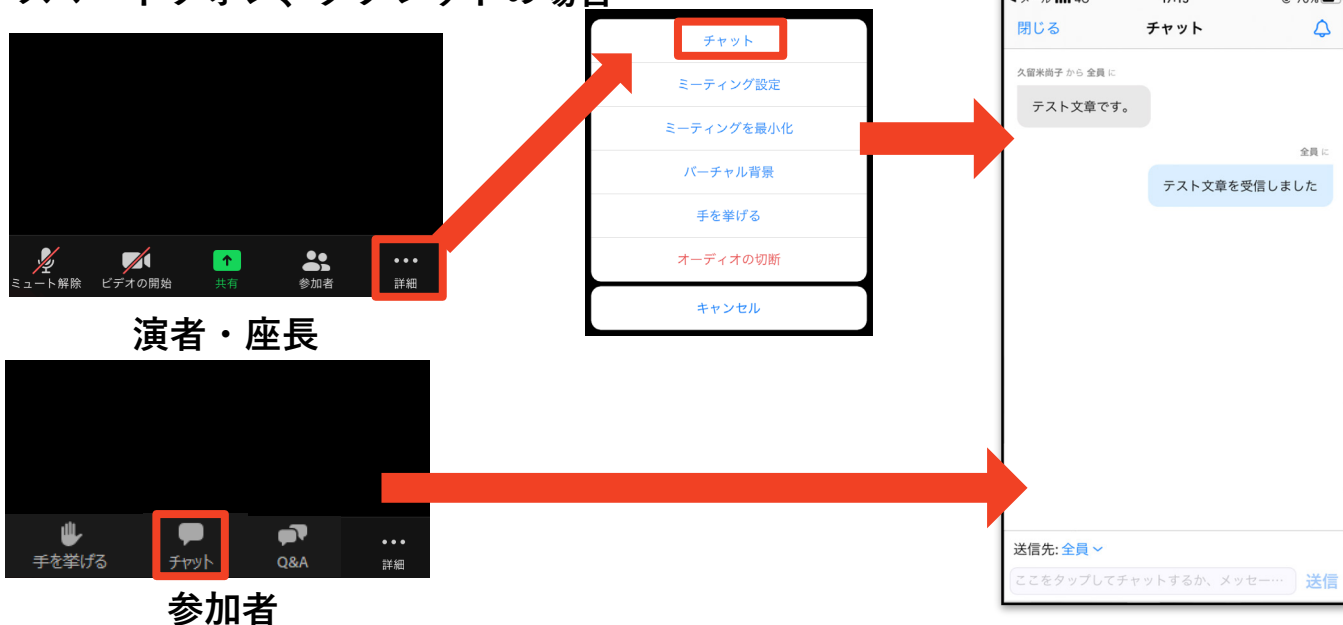 チャット
ミーティング設定
ミーティングを最小化
バーチャル背景
手を挙げる
オーディオの切断
キャンセル
ミュート解除
ビデオの開始
共有
参加者
詳細
演者・座長
手を挙げる
チャット
Q&A
詳細
参加者
閉じる
チャット
久留米尚子 から 全員 に
テスト文章です。
全員 に
テスト文章を受信しました
送信先: 全員
ここをタップしてチャットするか、メッセー…
送信